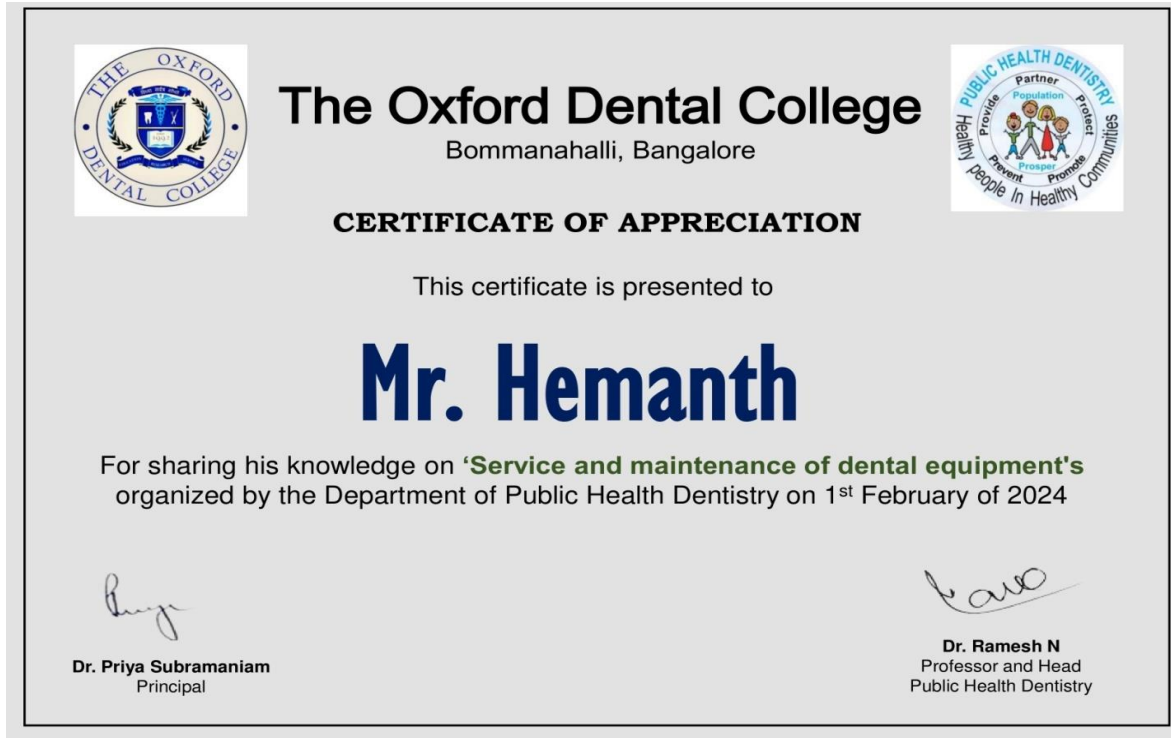 THE OXFORD DENTAL COLLEGE
The Oxford Dental College
Bommanahalli, Bangalore
PUBLIC HEALTH DENTISTRY
Healthy People In Healthy Communities
Partner
Provide
Population
Protect
Prevent
Prosper
Promote
CERTIFICATE OF APPRECIATION
This certificate is presented to
Mr. Hemanth
For sharing his knowledge on ‘Service and maintenance of dental equipment's
organized by the Department of Public Health Dentistry on 1st February of 2024
Dr. Priya Subramaniam
Principal
Dr. Ramesh N
Professor and Head
Public Health Dentistry